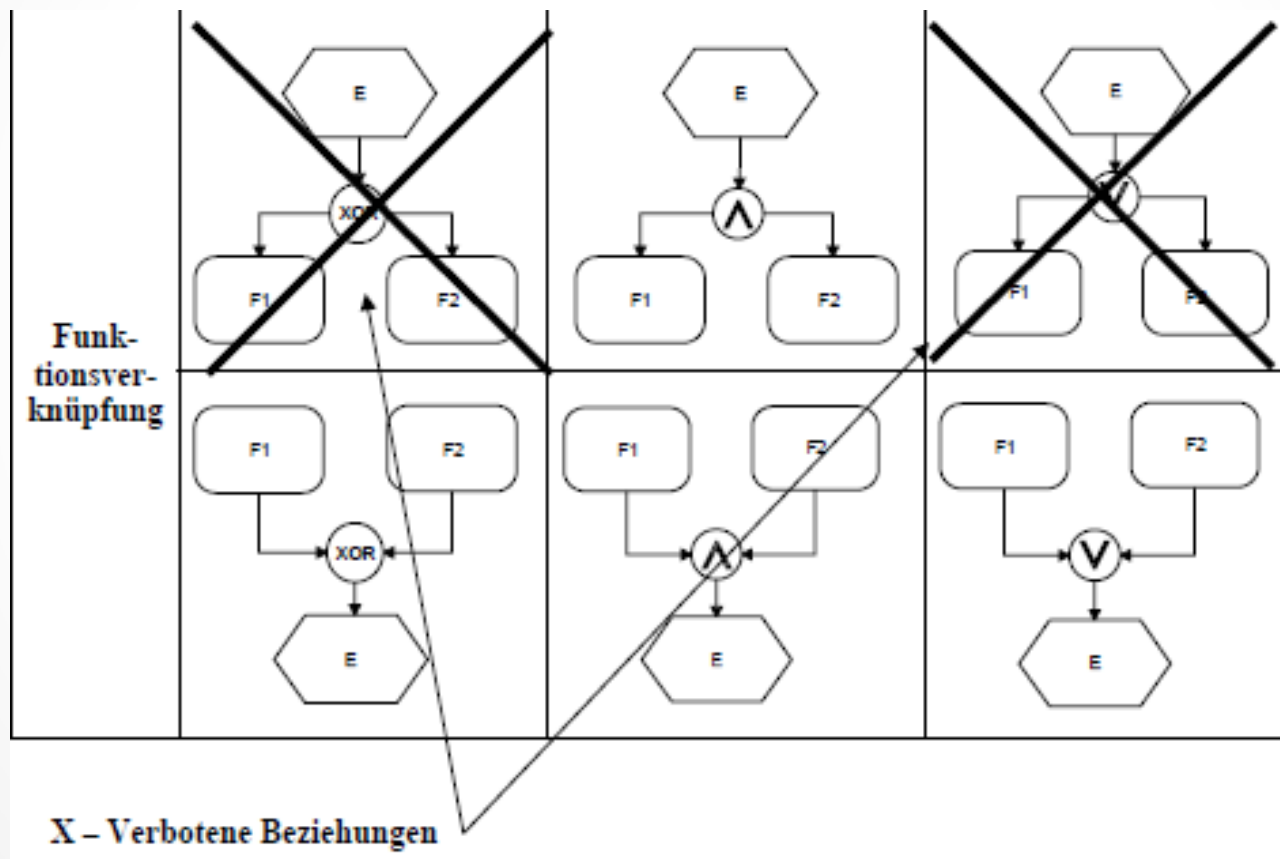 E E E
XOR ∧ V
F1 F2 F1 F2 F1 F2
Funk-
tionsver-
knüpfung
F1 F2 F1 F2 F1 F2
XOR ∧ V
E E E
X – Verbotene Beziehungen